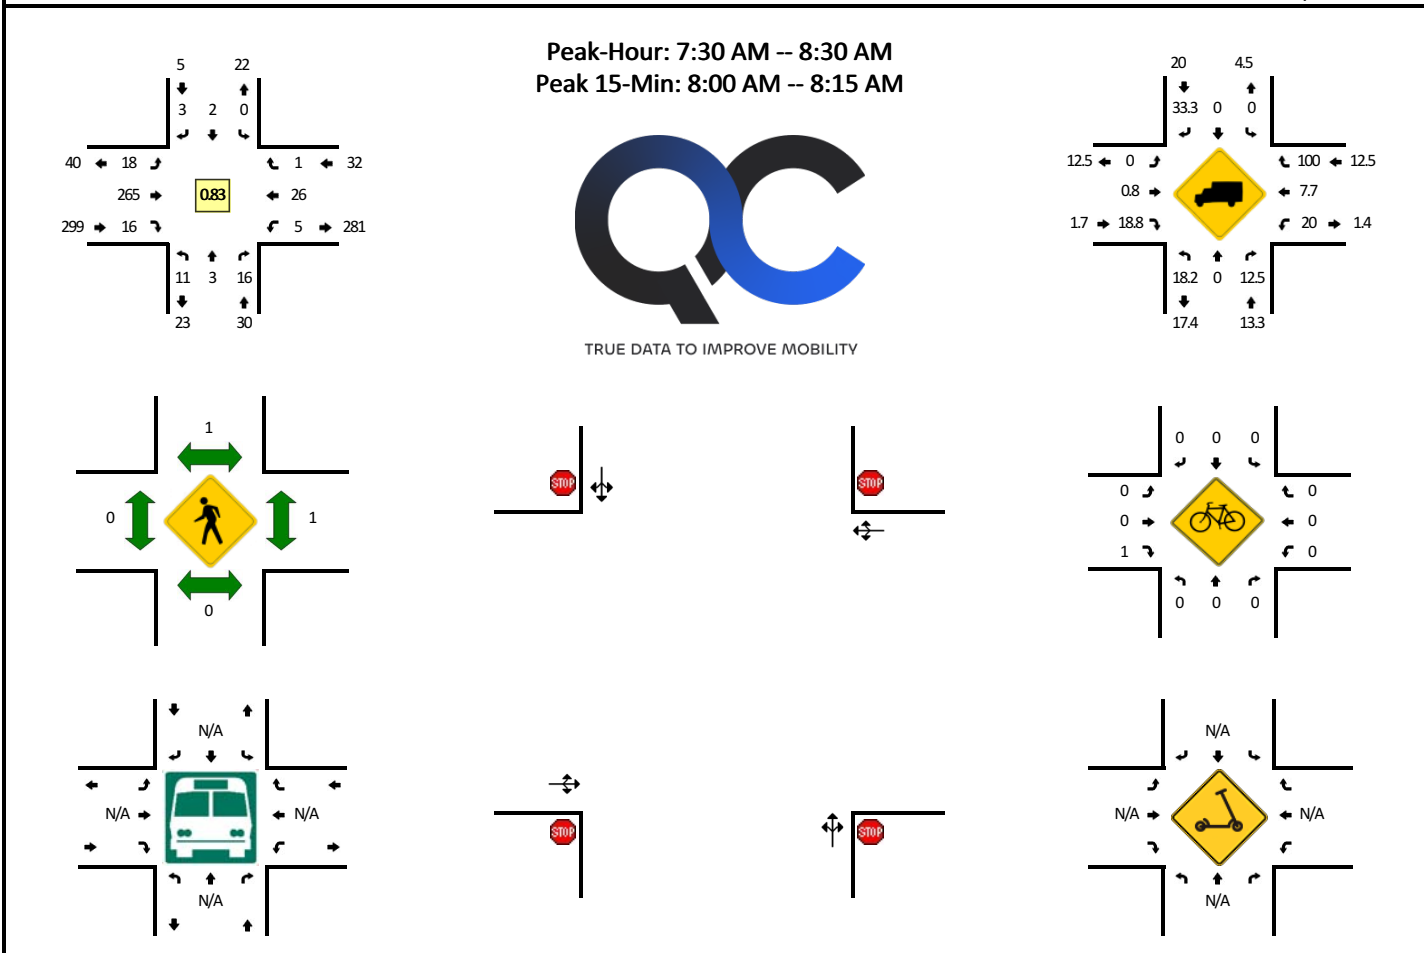 Peak-Hour: 7:30 AM -- 8:30 AM
Peak 15-Min: 8:00 AM -- 8:15 AM
5 22
3 2 0
40 18 1 32
265 0.83 26
299 16 5 281
11 3 16
23 30
QC
TRUE DATA TO IMPROVE MOBILITY
20 4.5
33.3 0 0
12.5 0 100 12.5
0.8 7.7
1.7 18.8 20 1.4
18.2 0 12.5
17.4 13.3
1
0 1
0
STOP STOP
STOP STOP
0 0 0
0 0
0 0
1 0
0 0 0
N/A
N/A N/A
N/A
N/A
N/A N/A
N/A